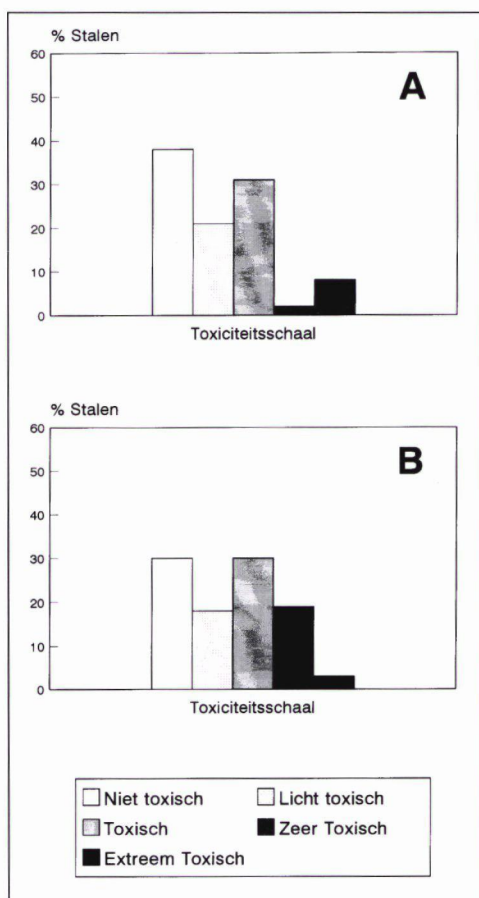 % Stalen
A
60
50
40
30
20
10
0
Toxiciteitsschaal
% Stalen
B
60
50
40
30
20
10
0
Toxiciteitsschaal
Niet toxisch Licht toxisch
Toxisch Zeer Toxisch
Extreem Toxisch